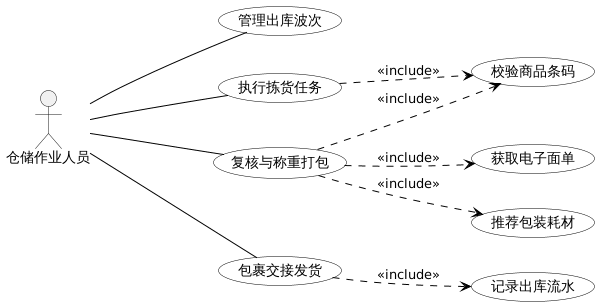 管理出库波次
执行拣货任务
«include»
校验商品条码
«include»
仓储作业人员
复核与称重打包
«include»
获取电子面单
«include»
推荐包装耗材
包裹交接发货
«include»
记录出库流水